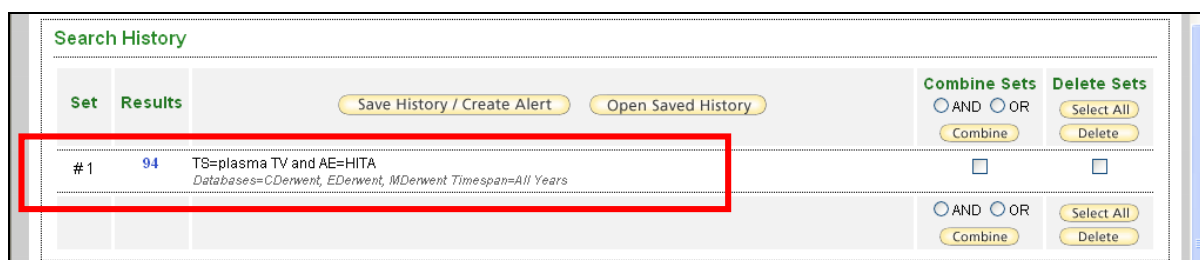 Search History
Combine Sets Delete Sets
Set Results Save History / Create Alert Open Saved History AND OR Select All
Combine Delete
#1 94 TS=plasma TV and AE=HITA
Databases=CDerwent, EDerwent, MDerwent Timespan=All Years
AND OR Select All
Combine Delete